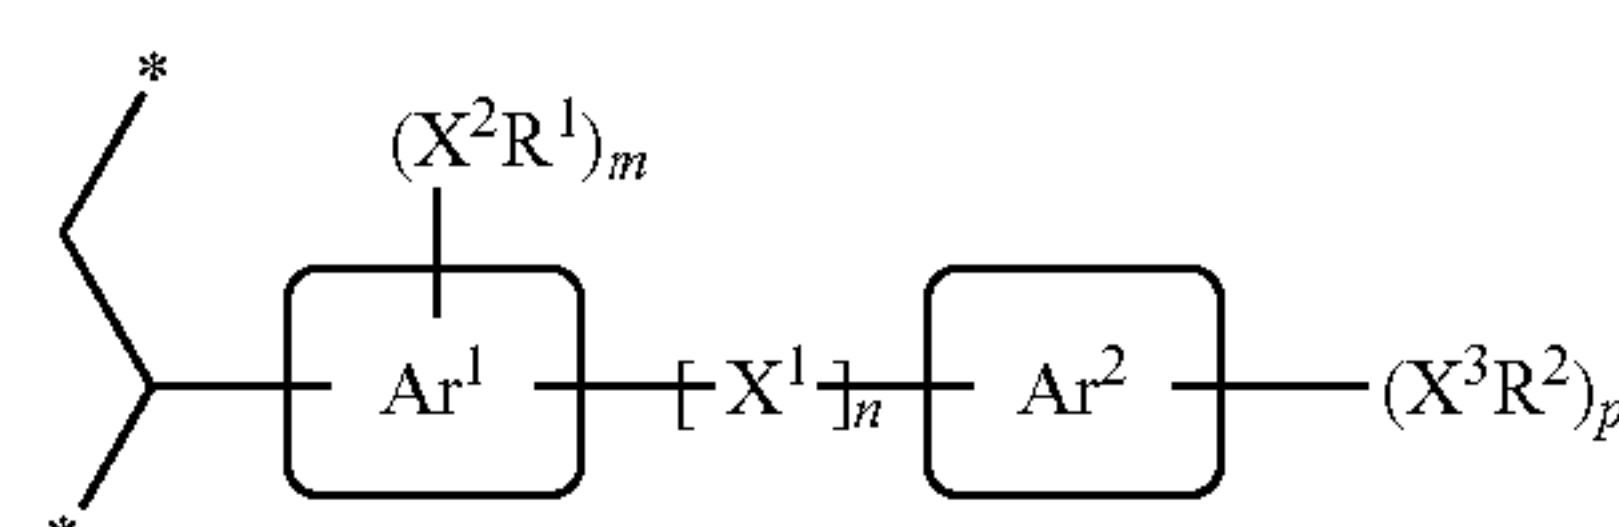 *
(X²R¹)ₘ
Ar¹ [X¹]ₙ Ar² (X³R²)ₚ
*